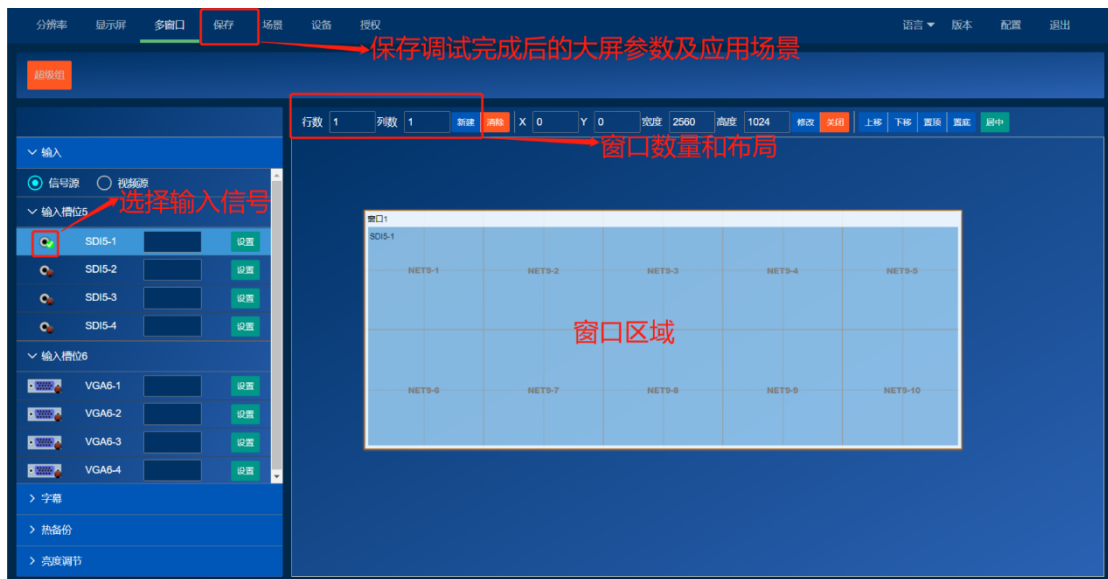 分辨率 显示屏 多窗口 保存 场景 设备 授权 语言 版本 配置 退出
保存调试完成后的大屏参数及应用场景
超级组
行数 1 列数 1 新建 清除 X 0 Y 0 宽度 2560 高度 1024 修改 关闭 上移 下移 置顶 置底 居中
窗口数量和布局
输入
信号源 视频源
选择输入信号
输入槽位5
SDI5-1 设置
SDI5-2 设置
SDI5-3 设置
SDI5-4 设置
输入槽位6
VGA6-1 设置
VGA6-2 设置
VGA6-3 设置
VGA6-4 设置
字幕
热备份
亮度调节
窗口1
SDI5-1
NET9-1 NET9-2 NET9-3 NET9-4 NET9-5
窗口区域
NET9-6 NET9-7 NET9-8 NET9-9 NET9-10